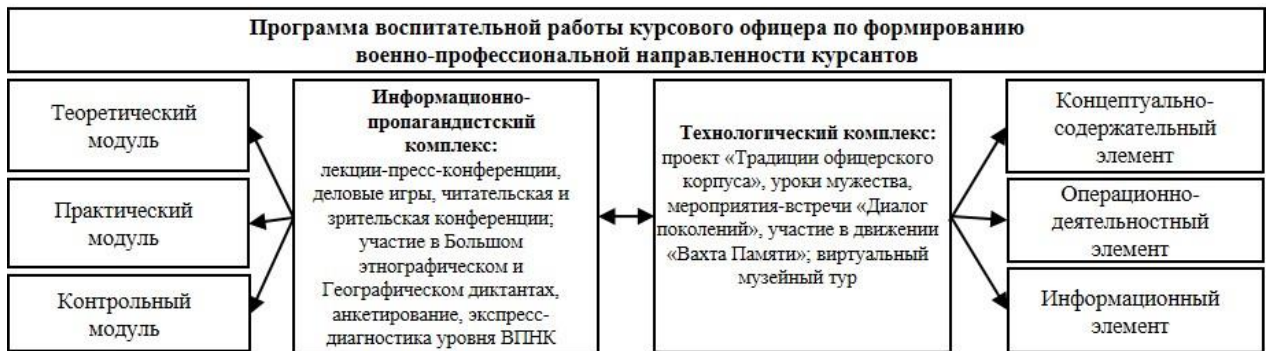 Программа воспитательной работы курсового офицера по формированию
военно-профессиональной направленности курсантов
Теоретический
модуль
Практический
модуль
Контрольный
модуль
Информационно-
пропагандистский
комплекс:
лекции-пресс-конференции,
деловые игры, читательская и
зрительская конференции;
участие в Большом
этнографическом и
Географическом диктантах,
анкетирование, экспресс-
диагностика уровня ВПНК
Технологический комплекс:
проект «Традиции офицерского
корпуса», уроки мужества,
мероприятия-встречи «Диалог
поколений», участие в движении
«Вахта Памяти»; виртуальный
музейный тур
Концептуально-
содержательный
элемент
Операционно-
деятельностный
элемент
Информационный
элемент